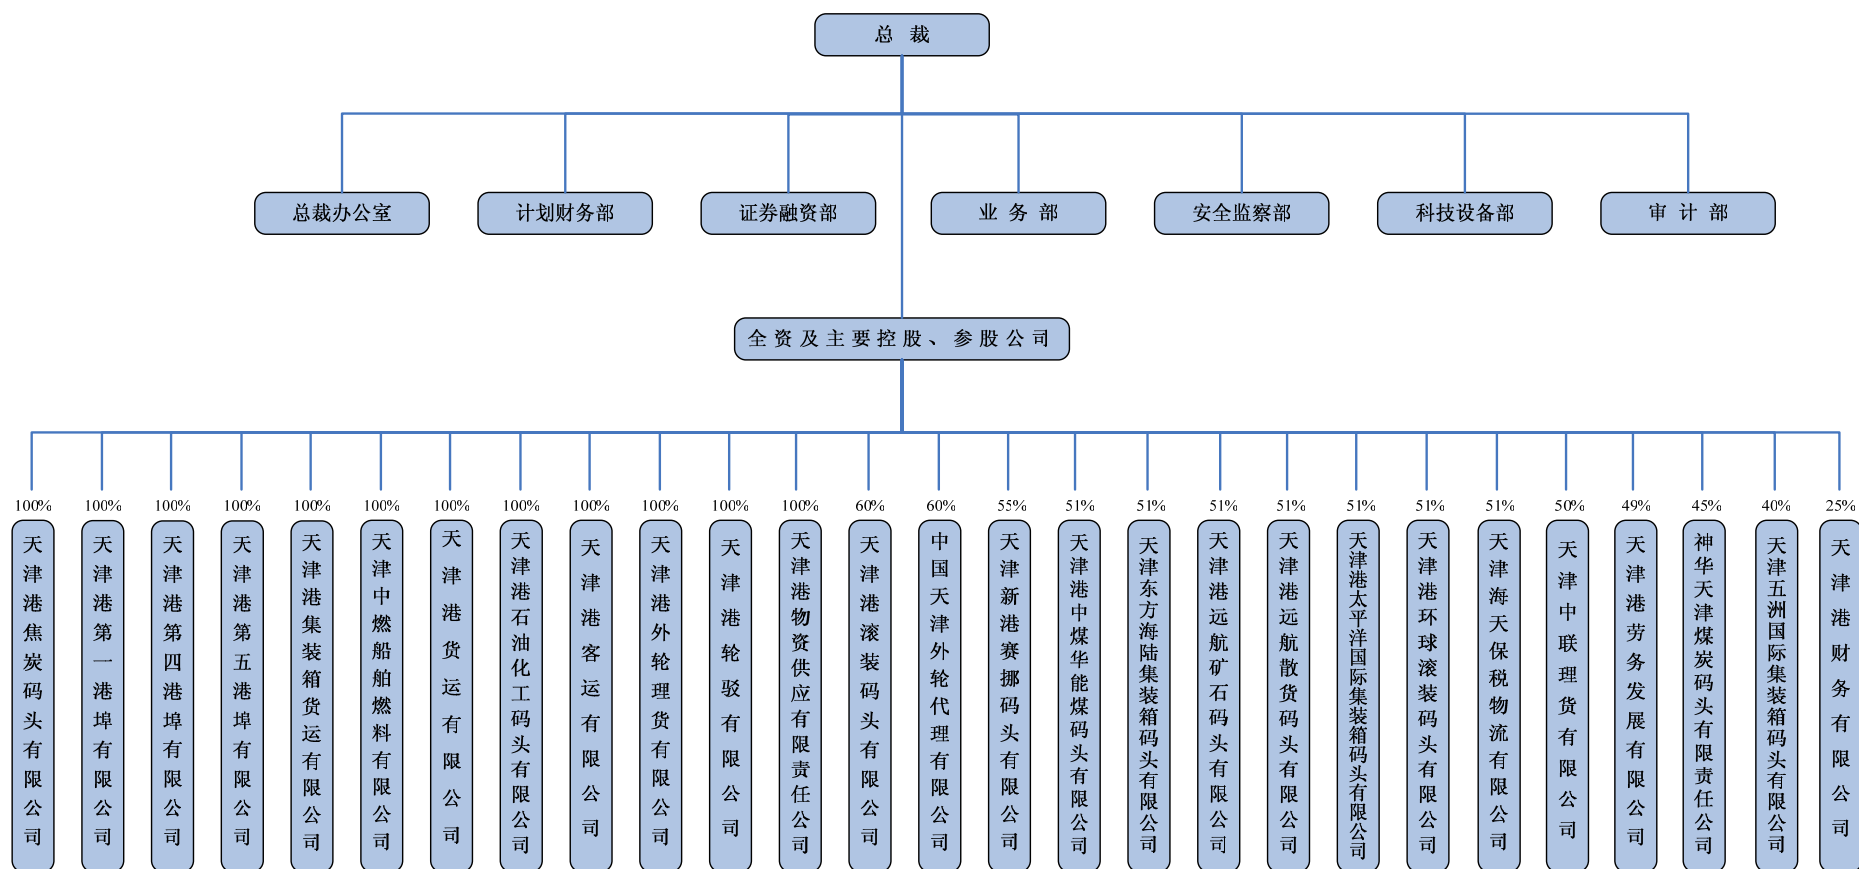 总 裁
总裁办公室
计划财务部
证券融资部
业 务 部
安全监察部
科技设备部
审 计 部
全资及主要控股、参股公司
100%
天津港焦炭码头有限公司
100%
天津港第一港埠有限公司
100%
天津港第四港埠有限公司
100%
天津港第五港埠有限公司
100%
天津港集装箱货运有限公司
100%
天津中燃船舶燃料有限公司
100%
天津港货运有限公司
100%
天津港石油化工码头有限公司
100%
天津港客运有限公司
100%
天津港外轮理货有限公司
100%
天津港轮驳有限公司
100%
天津港物资供应有限责任公司
60%
天津港滚装码头有限公司
60%
中国天津外轮代理有限公司
55%
天津新港赛挪码头有限公司
51%
天津港中煤华能煤码头有限公司
51%
天津东方海陆集装箱码头有限公司
51%
天津港远航矿石码头有限公司
51%
天津港远航散货码头有限公司
51%
天津港太平洋国际集装箱码头有限公司
51%
天津港环球滚装码头有限公司
51%
天津海天保税物流有限公司
50%
天津中联理货有限公司
49%
天津港劳务发展有限公司
45%
神华天津煤炭码头有限责任公司
40%
天津五洲国际集装箱码头有限公司
25%
天津港财务有限公司